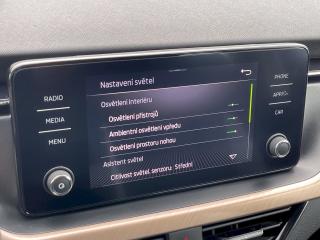 Nastavení světel
RADIO
MEDIA
MENU
Osvětlení interiéru
Osvětlení přístrojů
Ambientní osvětlení vpředu
Osvětlení prostoru nohou
Asistent světel
Citlivost světel. senzoru: Střední
PHONE
CAR